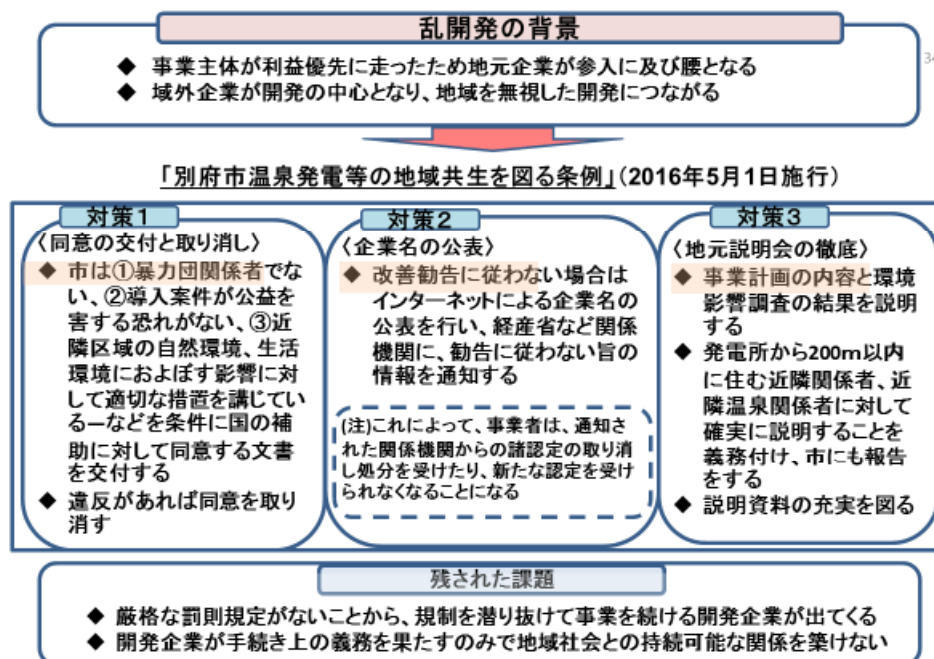 乱開発の背景
◆ 事業主体が利益優先に走ったため地元企業が参入に及び腰となる
◆ 域外企業が開発の中心となり、地域を無視した開発につながる
34
「別府市温泉発電等の地域共生を図る条例」(2016年5月1日施行)
対策1
〈同意の交付と取り消し〉
◆ 市は①暴力団関係者でな
い、②導入案件が公益を
害する恐れがない、③近
隣区域の自然環境、生活
環境におよぼす影響に対
して適切な措置を講じてい
る―などを条件に国の補
助に対して同意する文書
を交付する
◆ 違反があれば同意を取り
消す
対策2
〈企業名の公表〉
◆ 改善勧告に従わない場合は
インターネットによる企業名の
公表を行い、経産省など関係
機関に、勧告に従わない旨の
情報を通知する
(注)これによって、事業者は、通知
された関係機関からの諸認定の取り消
し処分を受けたり、新たな認定を受け
られなくなることになる
対策3
〈地元説明会の徹底〉
◆ 事業計画の内容と環境
影響調査の結果を説明
する
◆ 発電所から200m以内
に住む近隣関係者、近
隣温泉関係者に対して
確実に説明することを
義務付け、市にも報告
をする
◆ 説明資料の充実を図る
残された課題
◆ 厳格な罰則規定がないことから、規制を潜り抜けて事業を続ける開発企業が出てくる
◆ 開発企業が手続き上の義務を果たすのみで地域社会との持続可能な関係を築けない